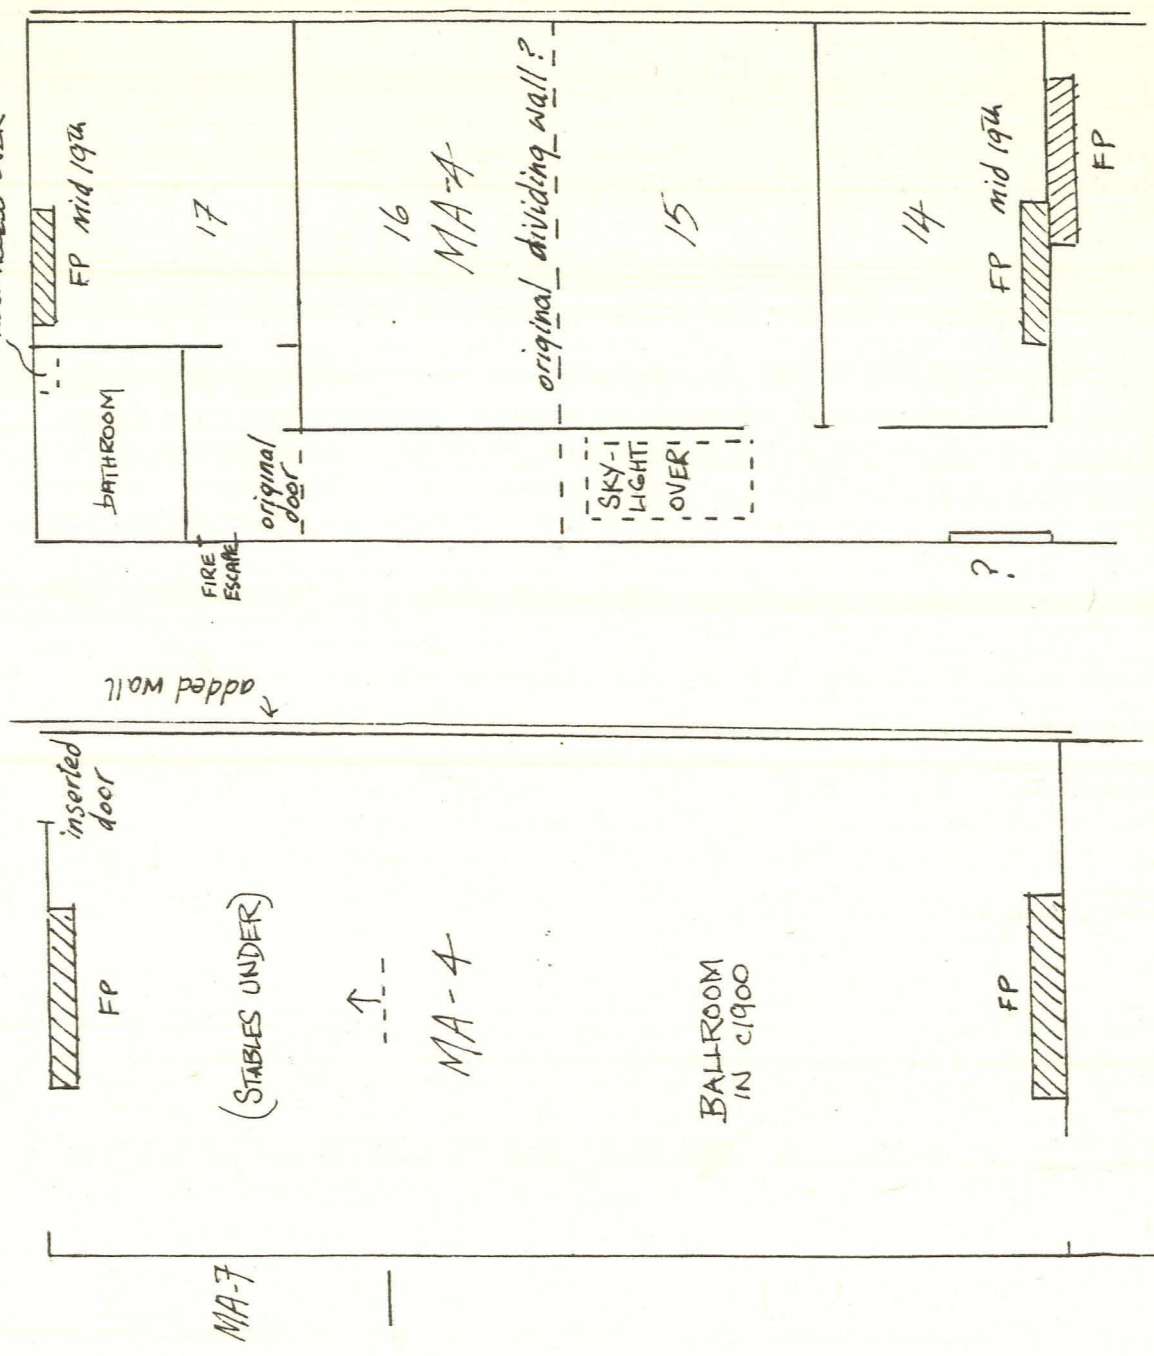 FP mid 19th
17
BATHROOM
16
MA-4
original dividing wall?
original
door
FIRE
ESCAPE
SKY-
LIGHT
OVER
15
14
FP mid 19th
FP
?
added wall
inserted
door
FP
(STABLES UNDER)
MA-4
BALLROOM
IN c1900
FP
MA-7